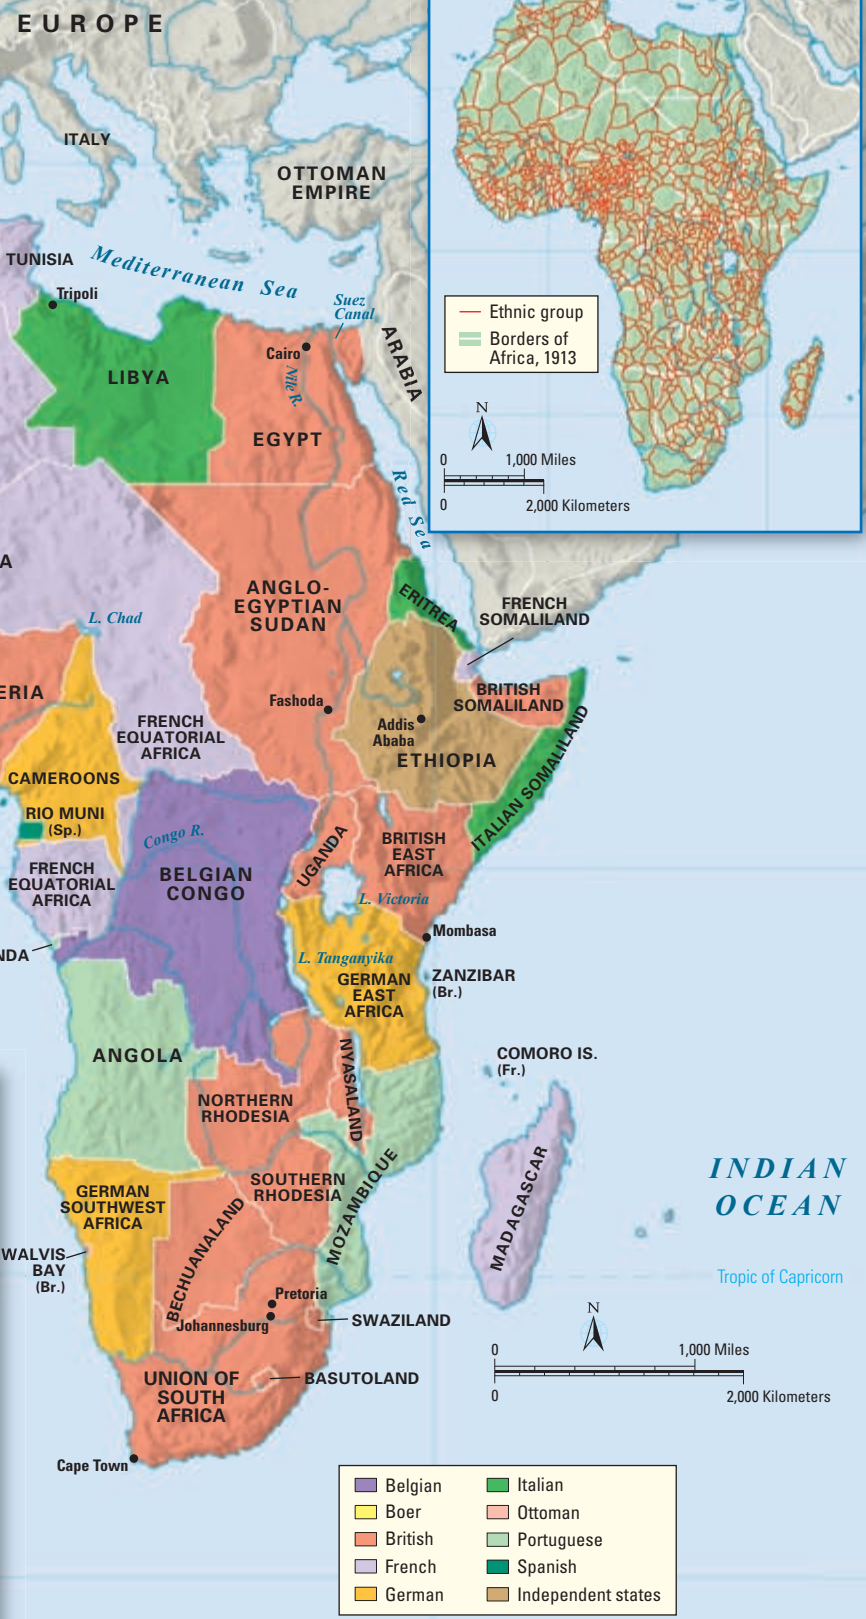 EUROPE
ITALY
OTTOMAN
EMPIRE
TUNISIA
Mediterranean Sea
Tripoli
Suez
Canal
Cairo
Nile R.
ARABIA
LIBYA
EGYPT
Red Sea
Ethnic group
Borders of
Africa, 1913
N
0
1,000 Miles
0
2,000 Kilometers
A
ANGLO-
EGYPTIAN
SUDAN
ERITREA
FRENCH
SOMALILAND
L. Chad
ERIA
BRITISH
SOMALILAND
Fashoda
Addis
Ababa
ETHIOPIA
ITALIAN SOMALILAND
FRENCH
EQUATORIAL
AFRICA
CAMEROONS
RIO MUNI
(Sp.)
Congo R.
UGANDA
BRITISH
EAST
AFRICA
FRENCH
EQUATORIAL
AFRICA
BELGIAN
CONGO
L. Victoria
Mombasa
NDA
L. Tanganyika
GERMAN
EAST
AFRICA
ZANZIBAR
(Br.)
ANGOLA
NYASALAND
COMORO IS.
(Fr.)
NORTHERN
RHODESIA
MOZAMBIQUE
MADAGASCAR
INDIAN
OCEAN
GERMAN
SOUTHWEST
AFRICA
SOUTHERN
RHODESIA
BECHUANALAND
WALVIS
BAY
(Br.)
Tropic of Capricorn
Pretoria
Johannesburg
SWAZILAND
N
0
1,000 Miles
0
2,000 Kilometers
UNION OF
SOUTH
AFRICA
BASUTOLAND
Cape Town
Belgian
Boer
British
French
German
Italian
Ottoman
Portuguese
Spanish
Independent states